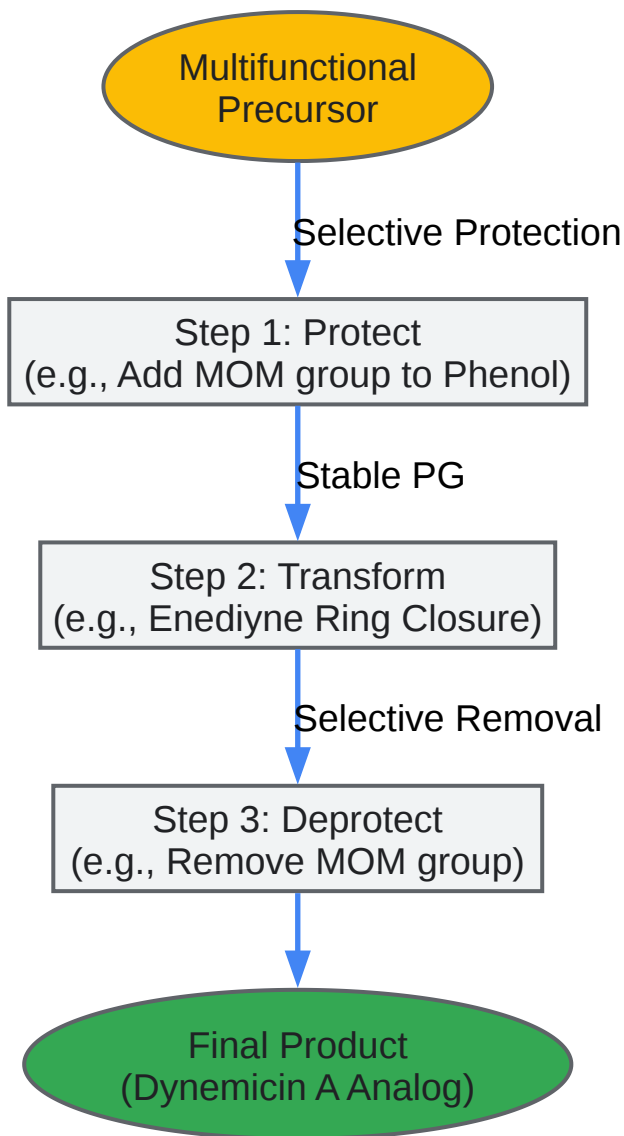 Multifunctional
Precursor
Selective Protection
Step 1: Protect
(e.g., Add MOM group to Phenol)
Stable PG
Step 2: Transform
(e.g., Enediyne Ring Closure)
Selective Removal
Step 3: Deprotect
(e.g., Remove MOM group)
Final Product
(Dynemicin A Analog)